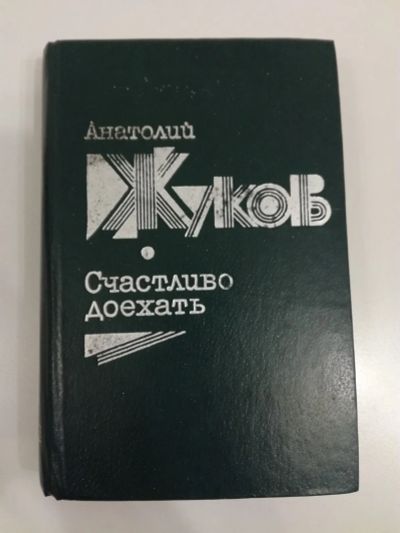 Анатолий
Жуков
Счастливо
доехать